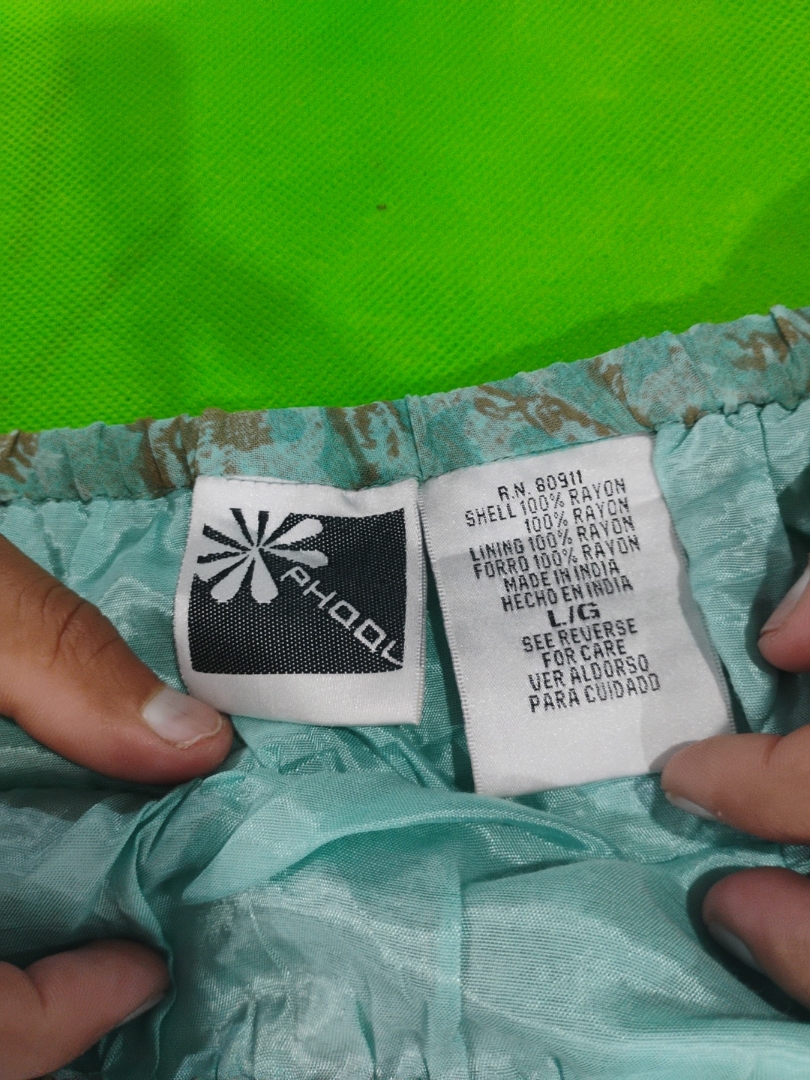 PHOOL
R.N. 80911
SHELL 100% RAYON
100% RAYON
LINING 100% RAYON
FORRO 100% RAYON
MADE IN INDIA
HECHO EN INDIA
L/G
SEE REVERSE
FOR CARE
VER ALDORSO
PARA CUIDADO